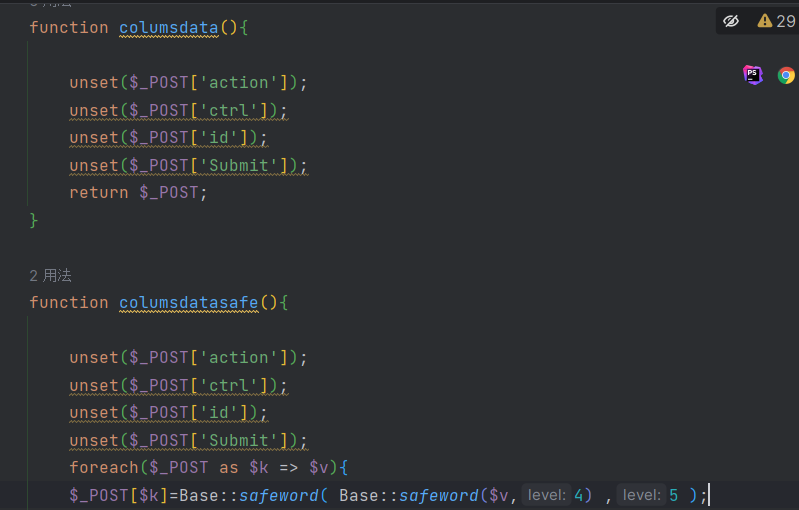 function columsdata(){
29
unset($_POST['action']);
unset($_POST['ctrl']);
unset($_POST['id']);
unset($_POST['Submit']);
return $_POST;
}
2 用法
function columsdatasafe(){
unset($_POST['action']);
unset($_POST['ctrl']);
unset($_POST['id']);
unset($_POST['Submit']);
foreach($_POST as $k => $v){
$_POST[$k]=Base::safeword( Base::safeword($v, level: 4) , level: 5 );